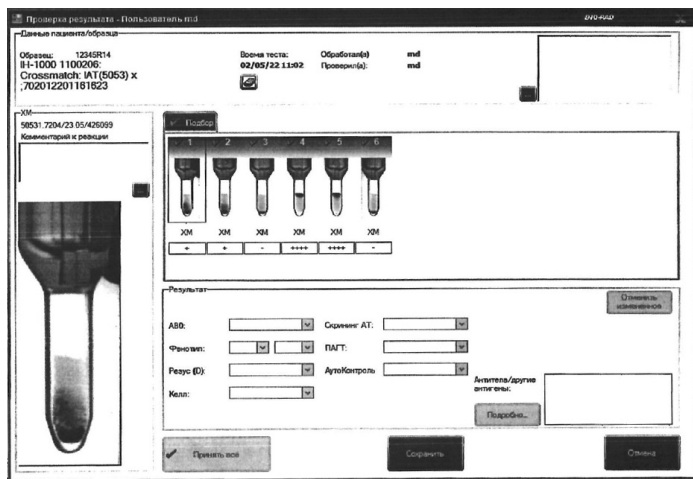 Проверка результата - Пользователь md
Данные пациента/образца
Образец: 12345R14
IH-1000 1100206:
Crossmatch: IAT(5053) x
;702012201161623
Время теста:
02/05/22 11:02
Обработал(а) md
Проверил(а): md
XM
50531.7204/23.05/426099
Комментарий к реакции
Подбор
1 2 3 4 5 6
XM XM XM XM XM XM
+ + - ++++ ++++ -
Результат
Отменить изменённое
AB0:
Скрининг АТ:
Фенотип:
ПАГТ:
Резус (D):
АутоКонтроль
Келл:
Антитела/другие
антигены:
Подробно...
Принять всё
Сохранить
Отмена